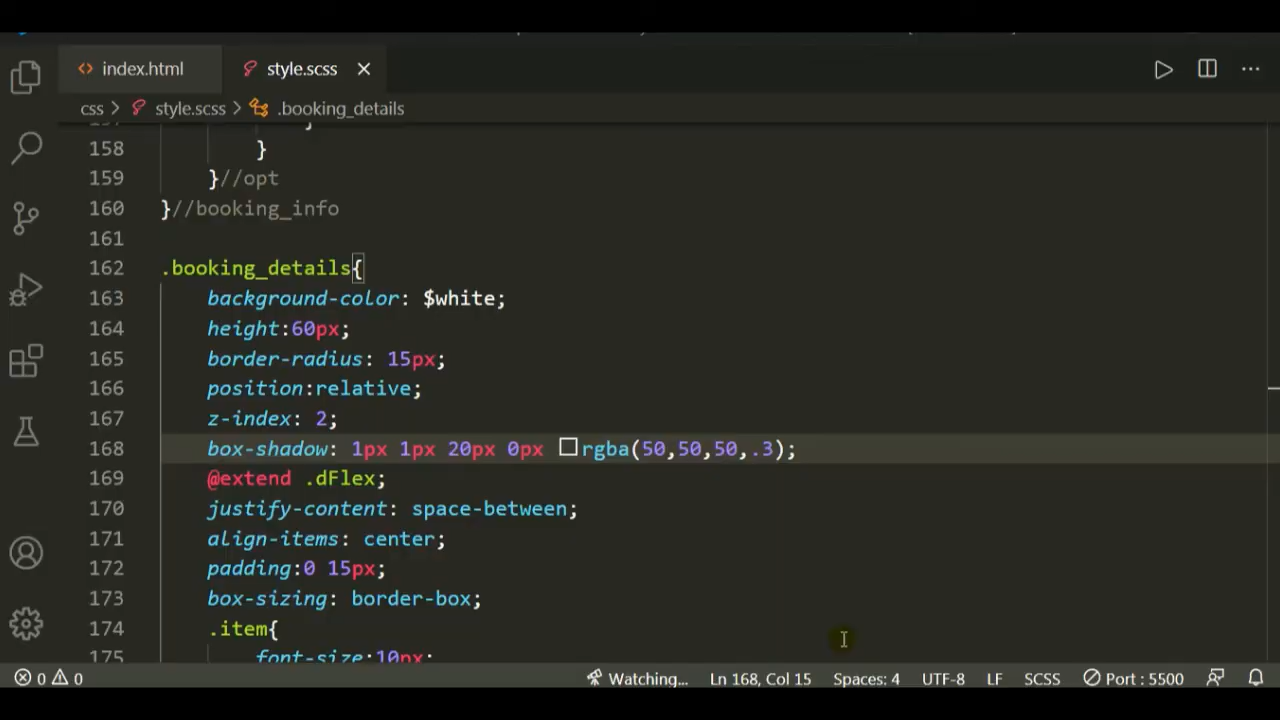 index.html
style.scss
css > style.scss > .booking_details
158 }
159 }//opt
160 }//booking_info
161
162 .booking_details{
163 background-color: $white;
164 height:60px;
165 border-radius: 15px;
166 position:relative;
167 z-index: 2;
168 box-shadow: 1px 1px 20px 0px rgba(50,50,50,.3);
169 @extend .dFlex;
170 justify-content: space-between;
171 align-items: center;
172 padding:0 15px;
173 box-sizing: border-box;
174 .item{
175 font-size:10px;
0 0 Watching... Ln 168, Col 15 Spaces: 4 UTF-8 LF SCSS Port : 5500